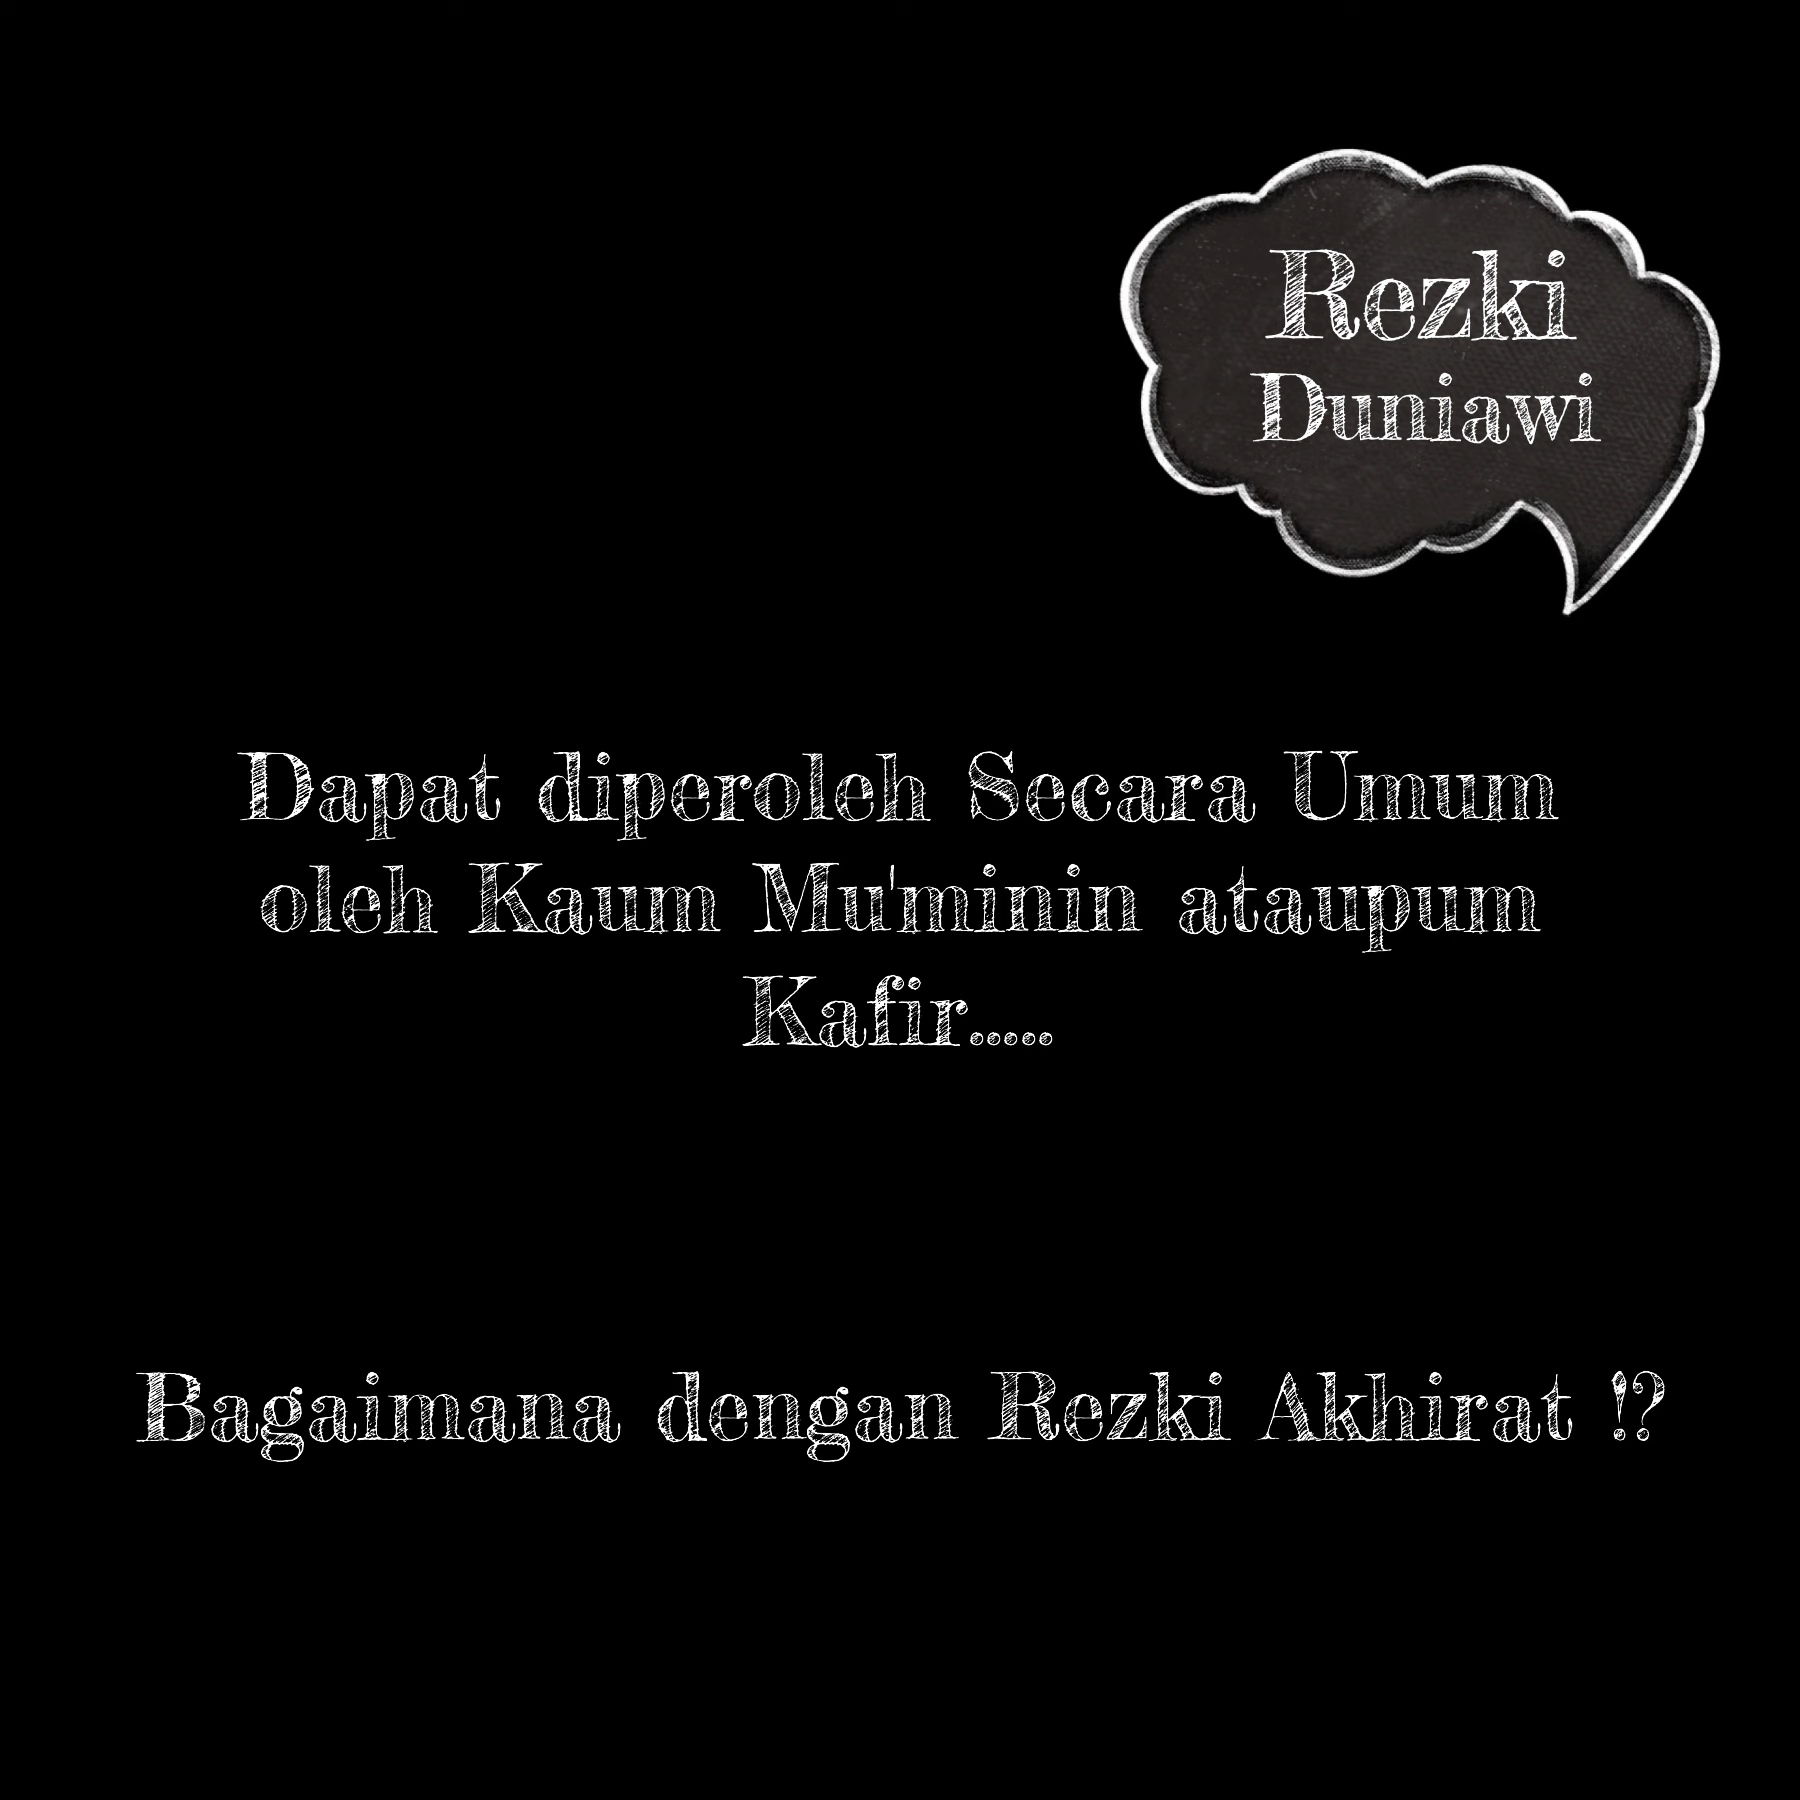 Rezki
Duniawi
Dapat diperoleh Secara Umum
oleh Kaum Mu'minin ataupum
Kafir.....
Bagaimana dengan Rezki Akhirat !?